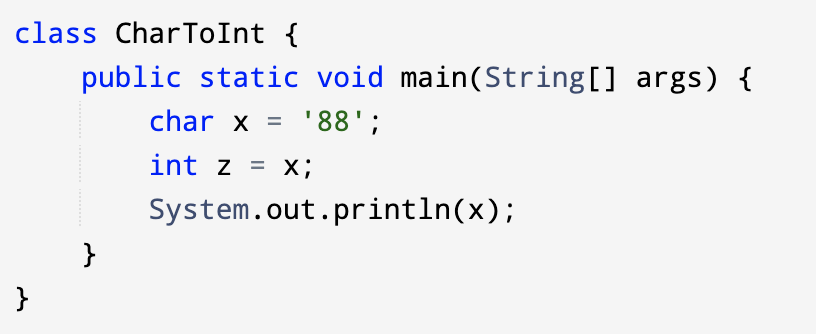 class CharToInt {
    public static void main(String[] args) {
        char x = '88';
        int z = x;
        System.out.println(x);
    }
}